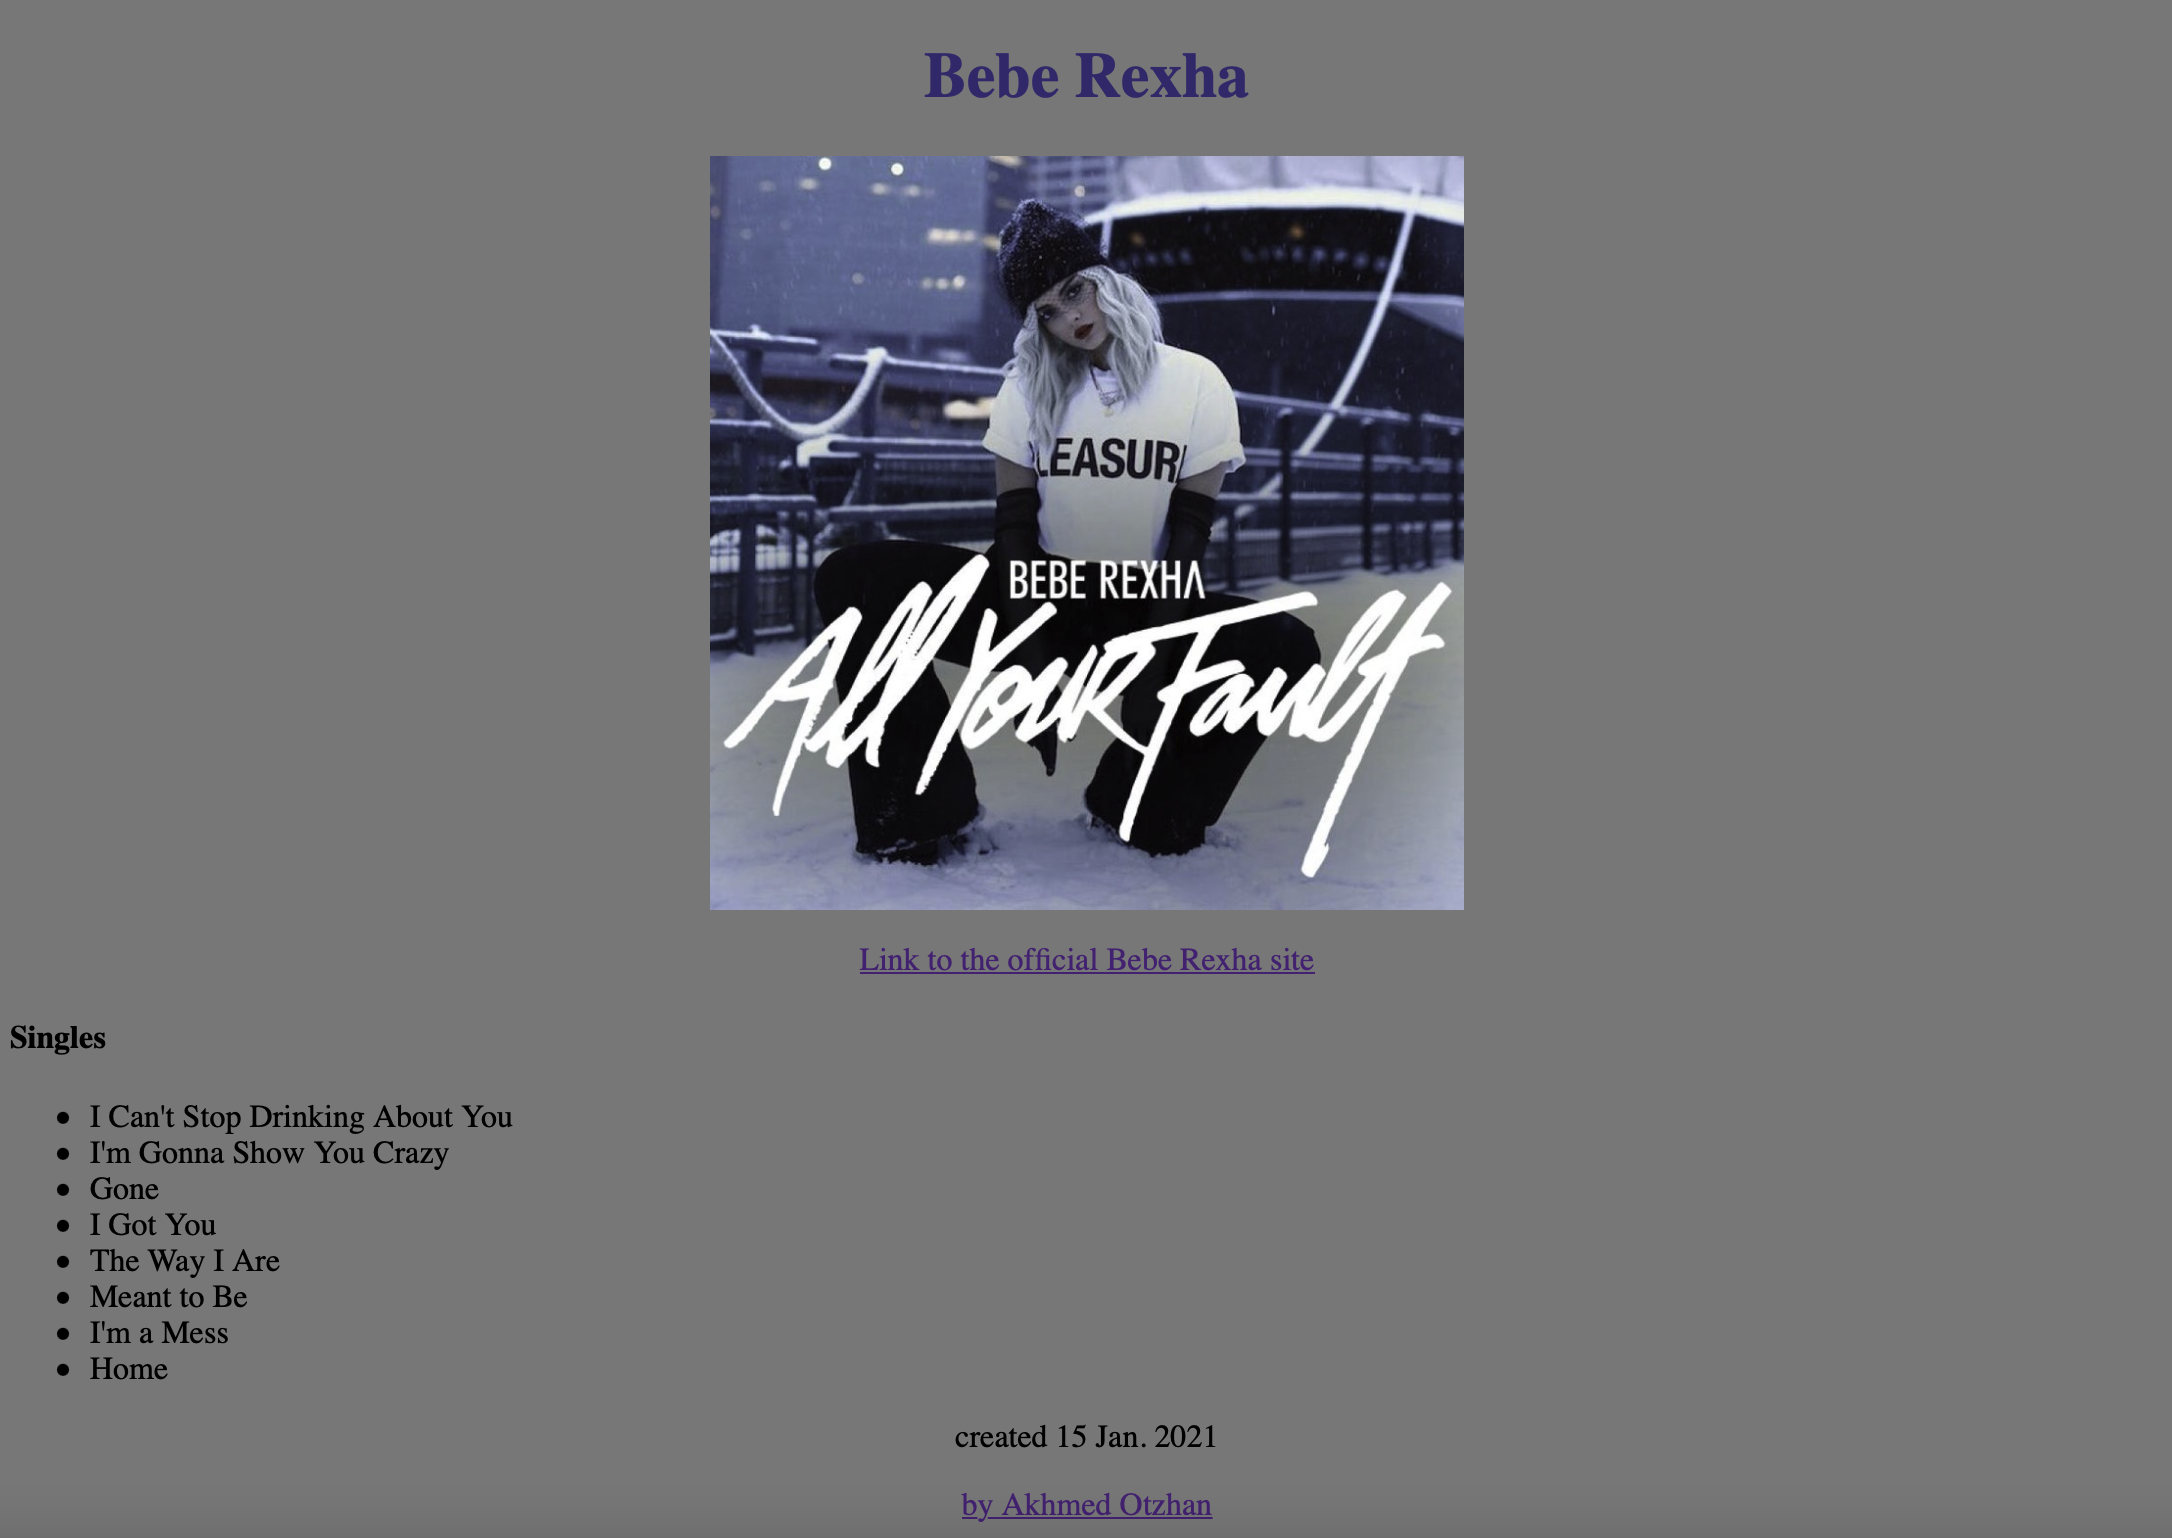 Bebe Rexha
LEASUR
BEBE REXHA
All Your Fault
Link to the official Bebe Rexha site
Singles
I Can't Stop Drinking About You
I'm Gonna Show You Crazy
Gone
I Got You
The Way I Are
Meant to Be
I'm a Mess
Home
created 15 Jan. 2021
by Akhmed Otzhan